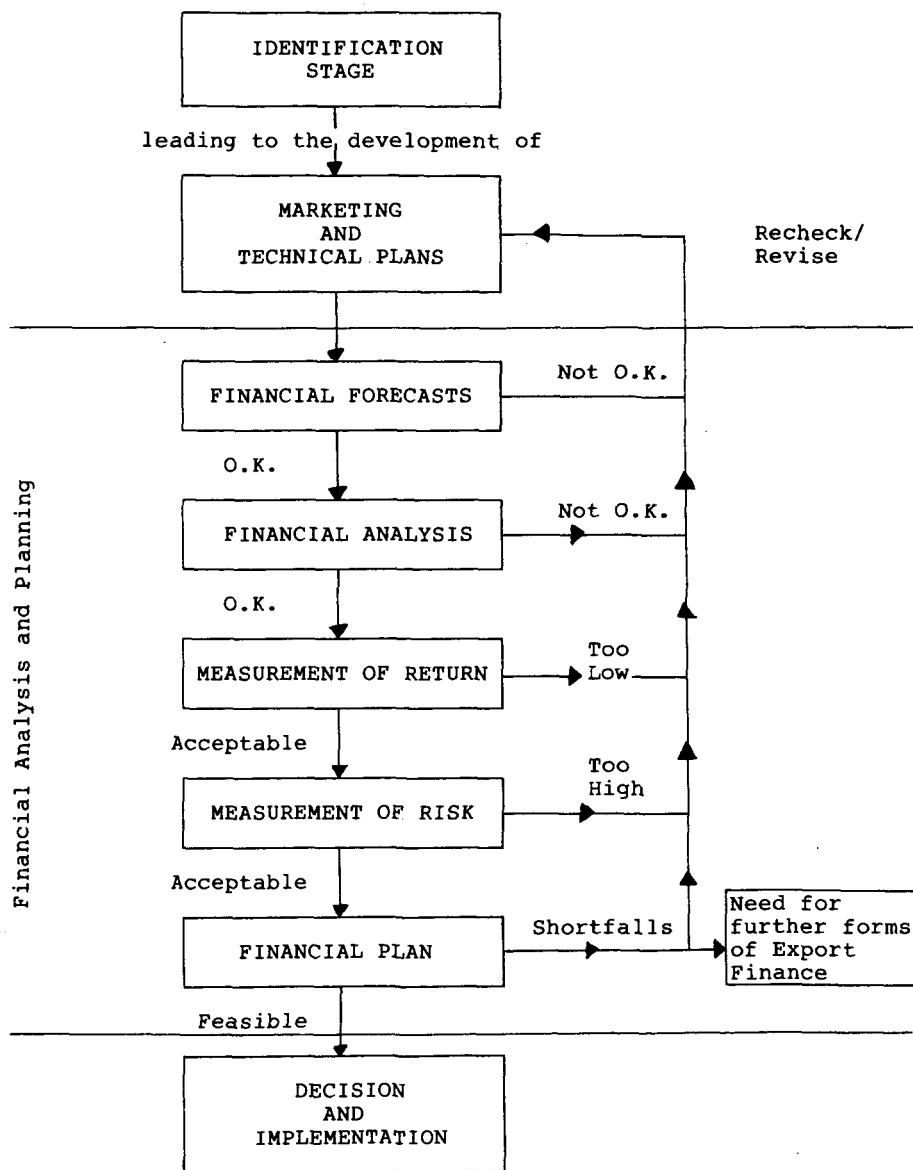 IDENTIFICATION
STAGE
leading to the development of
MARKETING
AND
TECHNICAL PLANS
Recheck/
Revise
FINANCIAL FORECASTS
Not O.K.
O.K.
FINANCIAL ANALYSIS
Not O.K.
O.K.
MEASUREMENT OF RETURN
Too
Low
Acceptable
MEASUREMENT OF RISK
Too
High
Acceptable
FINANCIAL PLAN
Shortfalls
Need for
further forms
of Export
Finance
Feasible
DECISION
AND
IMPLEMENTATION
Financial Analysis and Planning